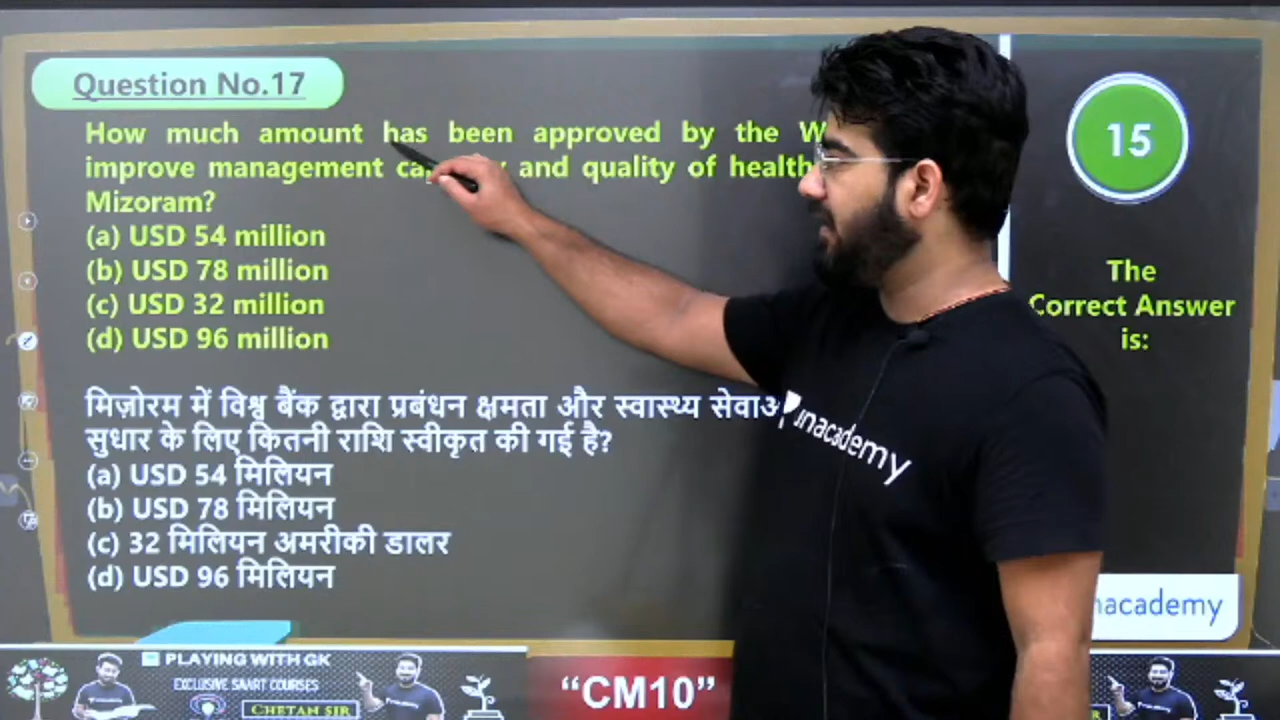 Question No.17
How much amount has been approved by the W
improve management and quality of health
Mizoram?
(a) USD 54 million
(b) USD 78 million
(c) USD 32 million
(d) USD 96 million
मिज़ोरम में विश्व बैंक द्वारा प्रबंधन क्षमता और स्वास्थ्य
सुधार के लिए कितनी राशि स्वीकृत की गई है?
(a) USD 54 मिलियन
(b) USD 78 मिलियन
(c) 32 मिलियन अमरीकी डालर
(d) USD 96 मिलियन
15
The
Correct Answer
is:
unacademy
nacademy
PLAYING WITH GK
EXCLUSIVE SAART COURSES
CHETAN SIR
“CM10”
R